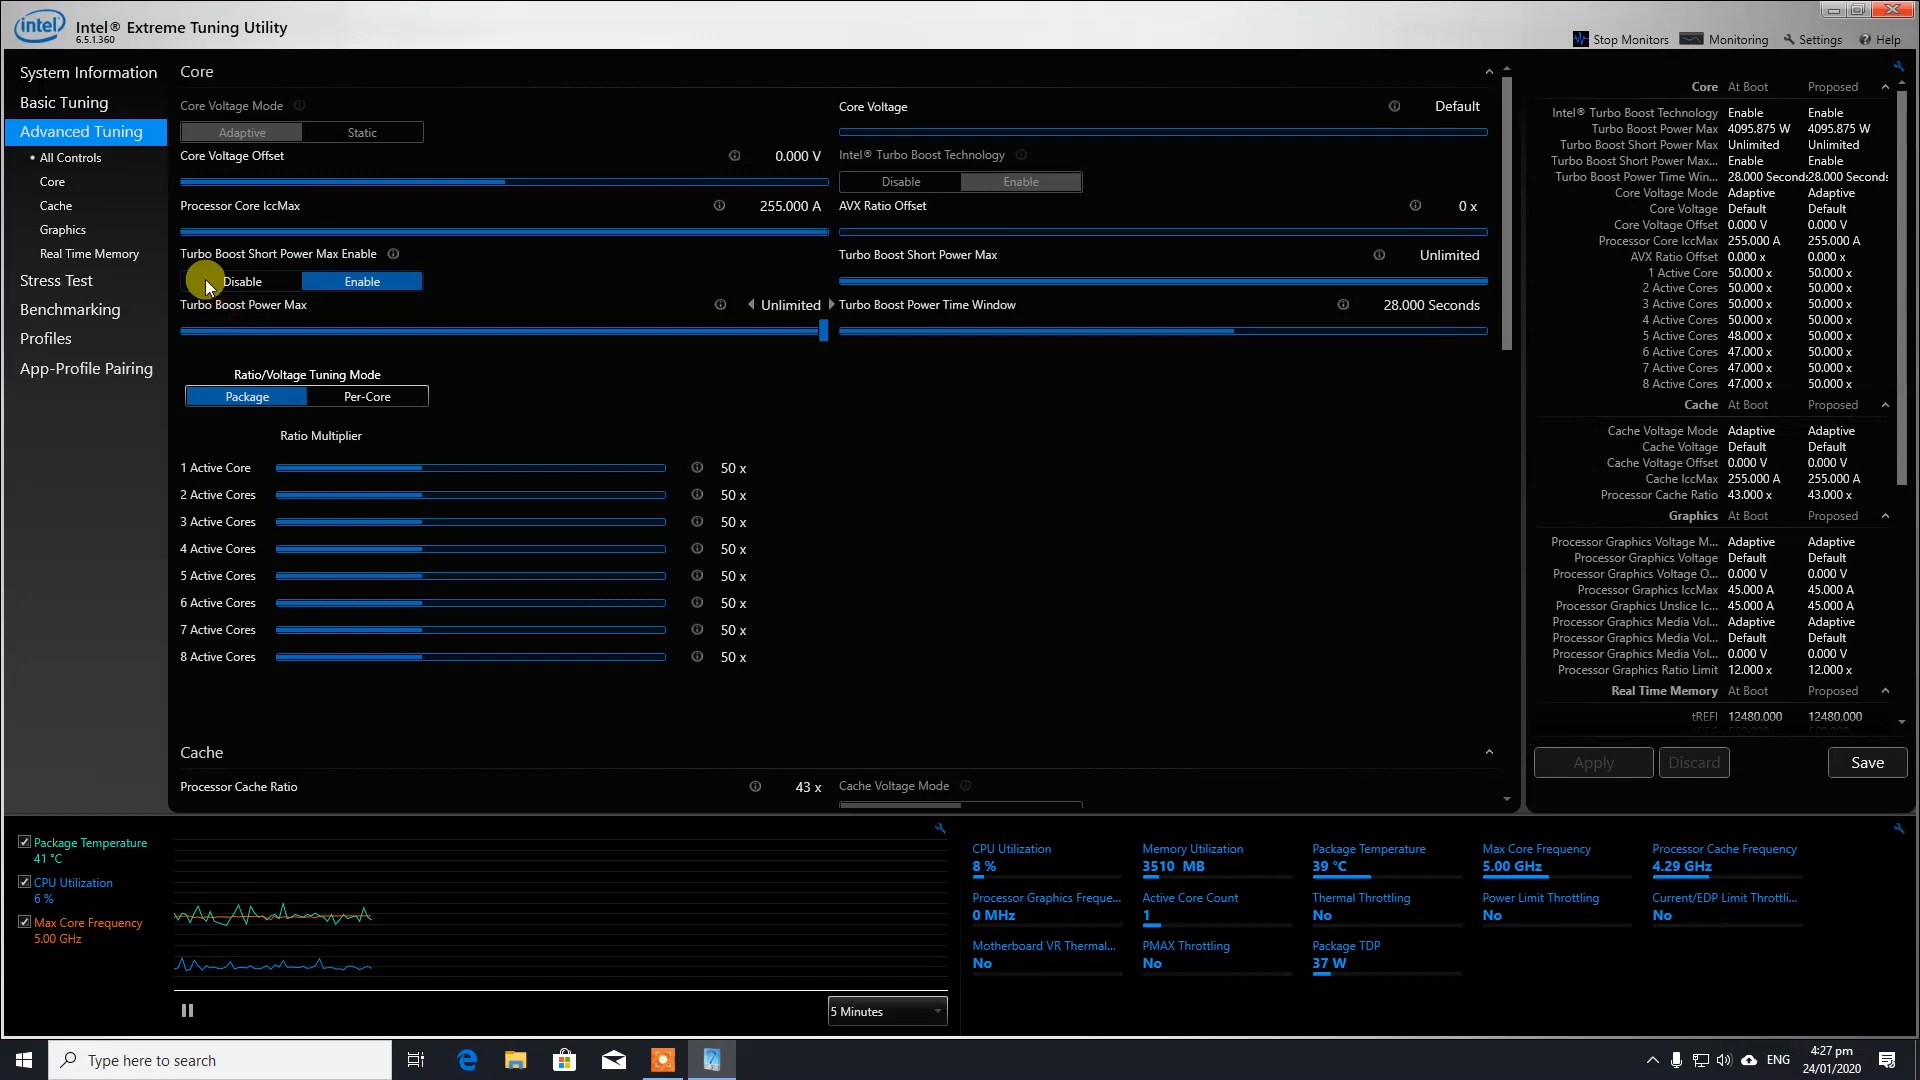 intel
Intel® Extreme Tuning Utility
6.5.1.360
Stop Monitors
Monitoring
Settings
Help
System Information
Basic Tuning
Advanced Tuning
• All Controls
Core
Cache
Graphics
Real Time Memory
Stress Test
Benchmarking
Profiles
App-Profile Pairing
Core
Core Voltage Mode
Adaptive Static
Core Voltage Default
Core Voltage Offset 0.000 V
Intel® Turbo Boost Technology
Disable Enable
Processor Core IccMax 255.000 A
AVX Ratio Offset 0 x
Turbo Boost Short Power Max Enable
Disable Enable
Turbo Boost Short Power Max Unlimited
Turbo Boost Power Max Unlimited
Turbo Boost Power Time Window 28.000 Seconds
Ratio/Voltage Tuning Mode
Package Per-Core
Ratio Multiplier
1 Active Core 50 x
2 Active Cores 50 x
3 Active Cores 50 x
4 Active Cores 50 x
5 Active Cores 50 x
6 Active Cores 50 x
7 Active Cores 50 x
8 Active Cores 50 x
Cache
Processor Cache Ratio 43 x
Cache Voltage Mode
Core At Boot Proposed
Intel® Turbo Boost Technology Enable Enable
Turbo Boost Power Max 4095.875 W 4095.875 W
Turbo Boost Short Power Max Unlimited Unlimited
Turbo Boost Short Power Max... Enable Enable
Turbo Boost Power Time Win... 28.000 Seconds 28.000 Seconds
Core Voltage Mode Adaptive Adaptive
Core Voltage Default Default
Core Voltage Offset 0.000 V 0.000 V
Processor Core IccMax 255.000 A 255.000 A
AVX Ratio Offset 0.000 x 0.000 x
1 Active Core 50.000 x 50.000 x
2 Active Cores 50.000 x 50.000 x
3 Active Cores 50.000 x 50.000 x
4 Active Cores 50.000 x 50.000 x
5 Active Cores 48.000 x 50.000 x
6 Active Cores 47.000 x 50.000 x
7 Active Cores 47.000 x 50.000 x
8 Active Cores 47.000 x 50.000 x
Cache At Boot Proposed
Cache Voltage Mode Adaptive Adaptive
Cache Voltage Default Default
Cache Voltage Offset 0.000 V 0.000 V
Cache IccMax 255.000 A 255.000 A
Processor Cache Ratio 43.000 x 43.000 x
Graphics At Boot Proposed
Processor Graphics Voltage M... Adaptive Adaptive
Processor Graphics Voltage Default Default
Processor Graphics Voltage O... 0.000 V 0.000 V
Processor Graphics IccMax 45.000 A 45.000 A
Processor Graphics Unslice Ic... 45.000 A 45.000 A
Processor Graphics Media Vol... Adaptive Adaptive
Processor Graphics Media Vol... Default Default
Processor Graphics Media Vol... 0.000 V 0.000 V
Processor Graphics Ratio Limit 12.000 x 12.000 x
Real Time Memory At Boot Proposed
tREFI 12480.000 12480.000
Apply Discard Save
Package Temperature
41 °C
CPU Utilization
6 %
Max Core Frequency
5.00 GHz
5 Minutes
CPU Utilization
8 %
Memory Utilization
3510 MB
Package Temperature
39 °C
Max Core Frequency
5.00 GHz
Processor Cache Frequency
4.29 GHz
Processor Graphics Freque...
0 MHz
Active Core Count
1
Thermal Throttling
No
Power Limit Throttling
No
Current/EDP Limit Throttli...
No
Motherboard VR Thermal...
No
PMAX Throttling
No
Package TDP
37 W
Type here to search
ENG
4:27 pm
24/01/2020